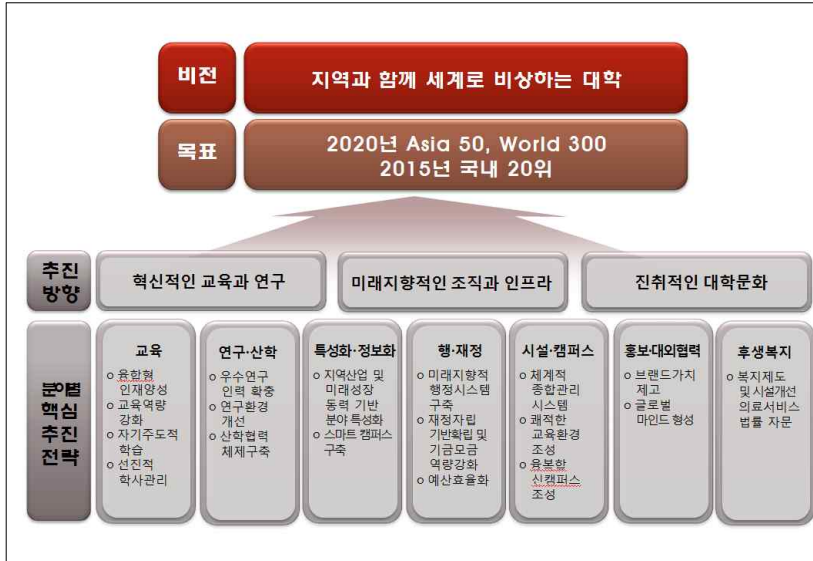 비전
지역과 함께 세계로 비상하는 대학
목표
2020년 Asia 50, World 300
2015년 국내 20위
추진
방향
혁신적인 교육과 연구
미래지향적인 조직과 인프라
진취적인 대학문화
분야별
핵심
추진
전략
교육
o 융합형
인재양성
o 교육역량
강화
o 자기주도적
학습
o 선진적
학사관리
연구·산학
o 우수연구
인력 확충
o 연구환경
개선
o 산학협력
체제구축
특성화·정보화
o 지역산업 및
미래성장
동력 기반
분야 특성화
o 스마트 캠퍼스
구축
행·재정
o 미래지향적
행정시스템
구축
o 재정자립
기반확립 및
기금모금
역량강화
o 예산효율화
시설·캠퍼스
o 체계적
종합관리
시스템
o 쾌적한
교육환경
조성
o 융복합
신캠퍼스
조성
홍보·대외협력
o 브랜드가치
제고
o 글로벌
마인드 형성
후생복지
o 복지제도
및 시설개선
의료서비스
법률 자문